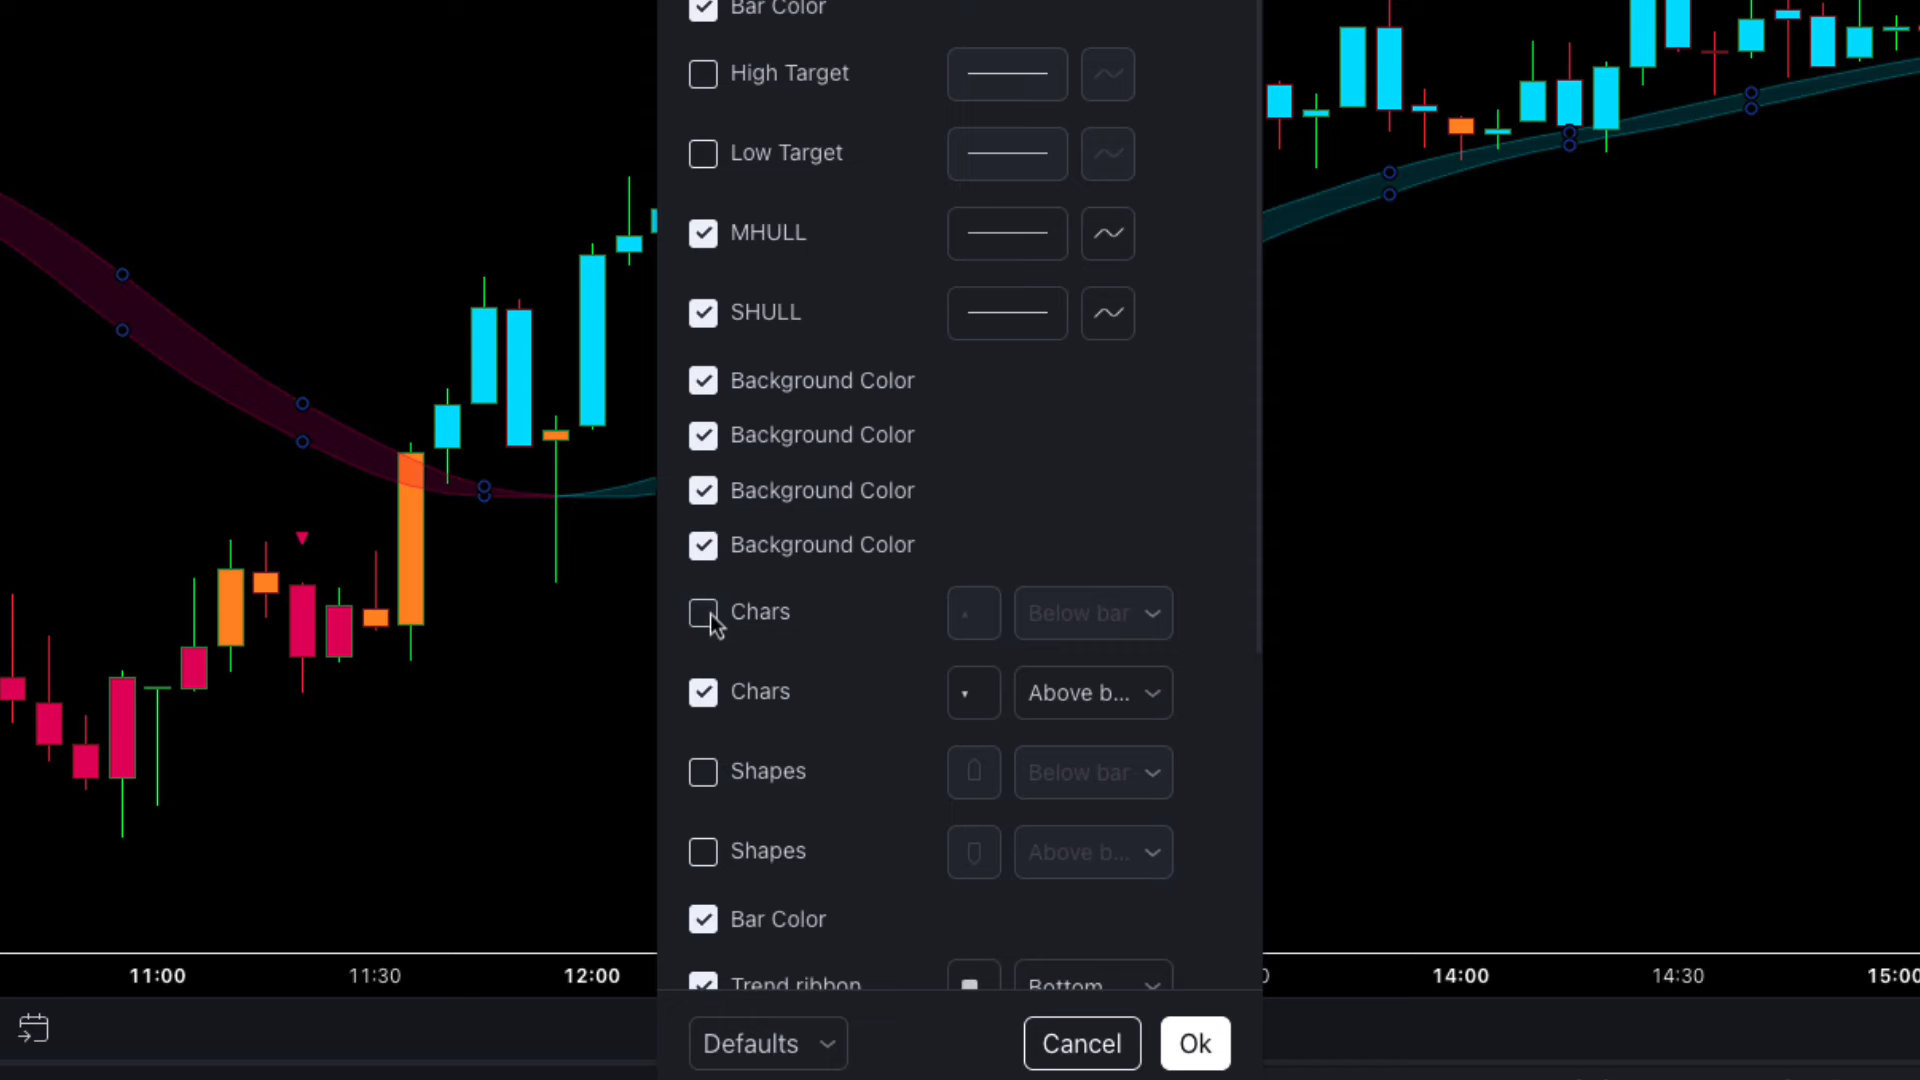 Bar Color
High Target
Low Target
MHULL
SHULL
Background Color
Background Color
Background Color
Background Color
Chars Below bar
Chars Above b...
Shapes Below bar
Shapes Above b...
Bar Color
Trend ribbon Bottom
11:00 11:30 12:00 0 14:00 14:30 15:00
Defaults Cancel Ok